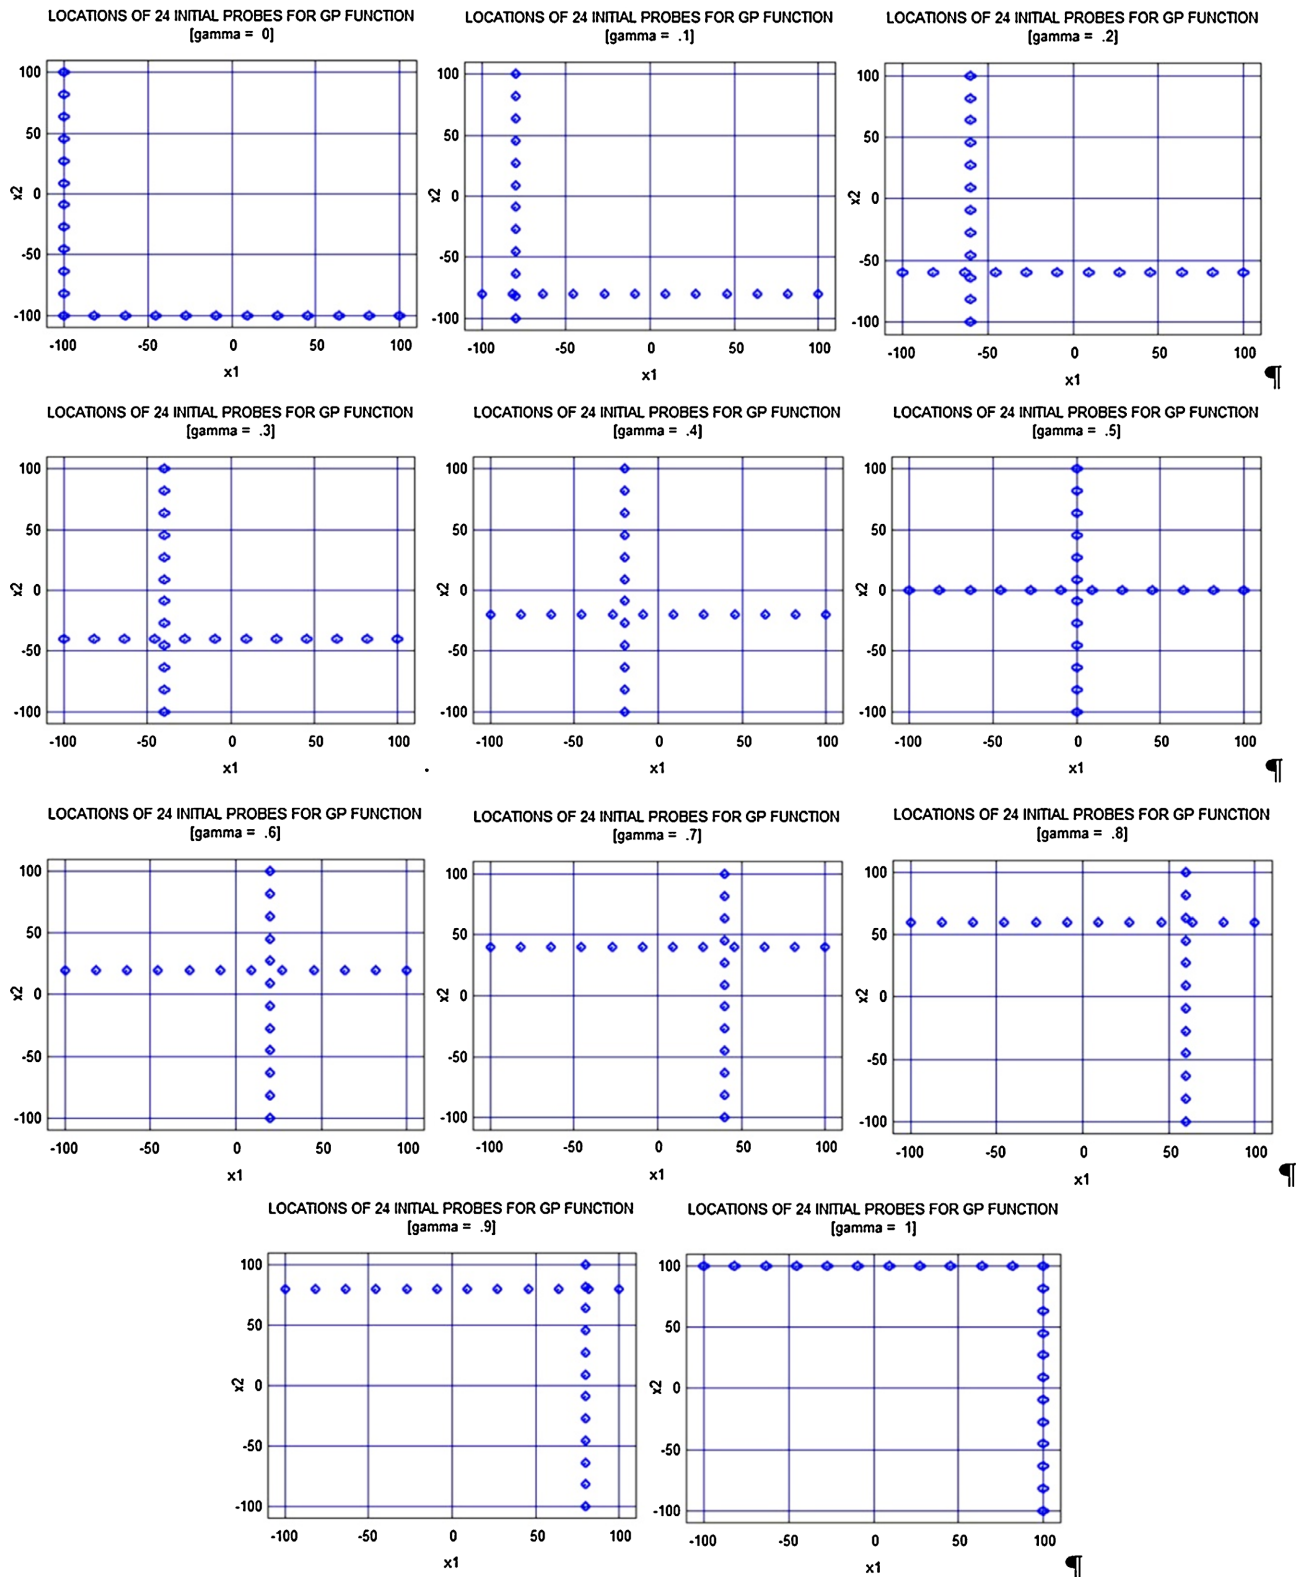 LOCATIONS OF 24 INITIAL PROBES FOR GP FUNCTION
[gamma = 0]
100
50
0
-50
-100
x2
-100 -50 0 50 100
x1
LOCATIONS OF 24 INITIAL PROBES FOR GP FUNCTION
[gamma = .1]
100
50
0
-50
-100
x2
-100 -50 0 50 100
x1
LOCATIONS OF 24 INITIAL PROBES FOR GP FUNCTION
[gamma = .2]
100
50
0
-50
-100
x2
-100 -50 0 50 100
x1
¶
LOCATIONS OF 24 INITIAL PROBES FOR GP FUNCTION
[gamma = .3]
100
50
0
-50
-100
x2
-100 -50 0 50 100
x1
.
LOCATIONS OF 24 INITIAL PROBES FOR GP FUNCTION
[gamma = .4]
100
50
0
-50
-100
x2
-100 -50 0 50 100
x1
LOCATIONS OF 24 INITIAL PROBES FOR GP FUNCTION
[gamma = .5]
100
50
0
-50
-100
x2
-100 -50 0 50 100
x1
¶
LOCATIONS OF 24 INITIAL PROBES FOR GP FUNCTION
[gamma = .6]
100
50
0
-50
-100
x2
-100 -50 0 50 100
x1
LOCATIONS OF 24 INITIAL PROBES FOR GP FUNCTION
[gamma = .7]
100
50
0
-50
-100
x2
-100 -50 0 50 100
x1
LOCATIONS OF 24 INITIAL PROBES FOR GP FUNCTION
[gamma = .8]
100
50
0
-50
-100
x2
-100 -50 0 50 100
x1
¶
LOCATIONS OF 24 INITIAL PROBES FOR GP FUNCTION
[gamma = .9]
100
50
0
-50
-100
x2
-100 -50 0 50 100
x1
LOCATIONS OF 24 INITIAL PROBES FOR GP FUNCTION
[gamma = 1]
100
50
0
-50
-100
x2
-100 -50 0 50 100
x1
¶